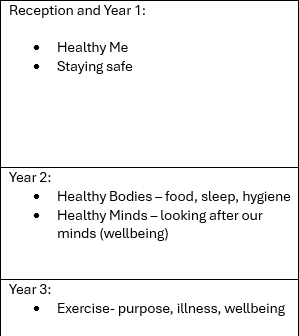 Reception and Year 1:
• Healthy Me
• Staying safe
Year 2:
• Healthy Bodies – food, sleep, hygiene
• Healthy Minds – looking after our
minds (wellbeing)
Year 3:
• Exercise- purpose, illness, wellbeing